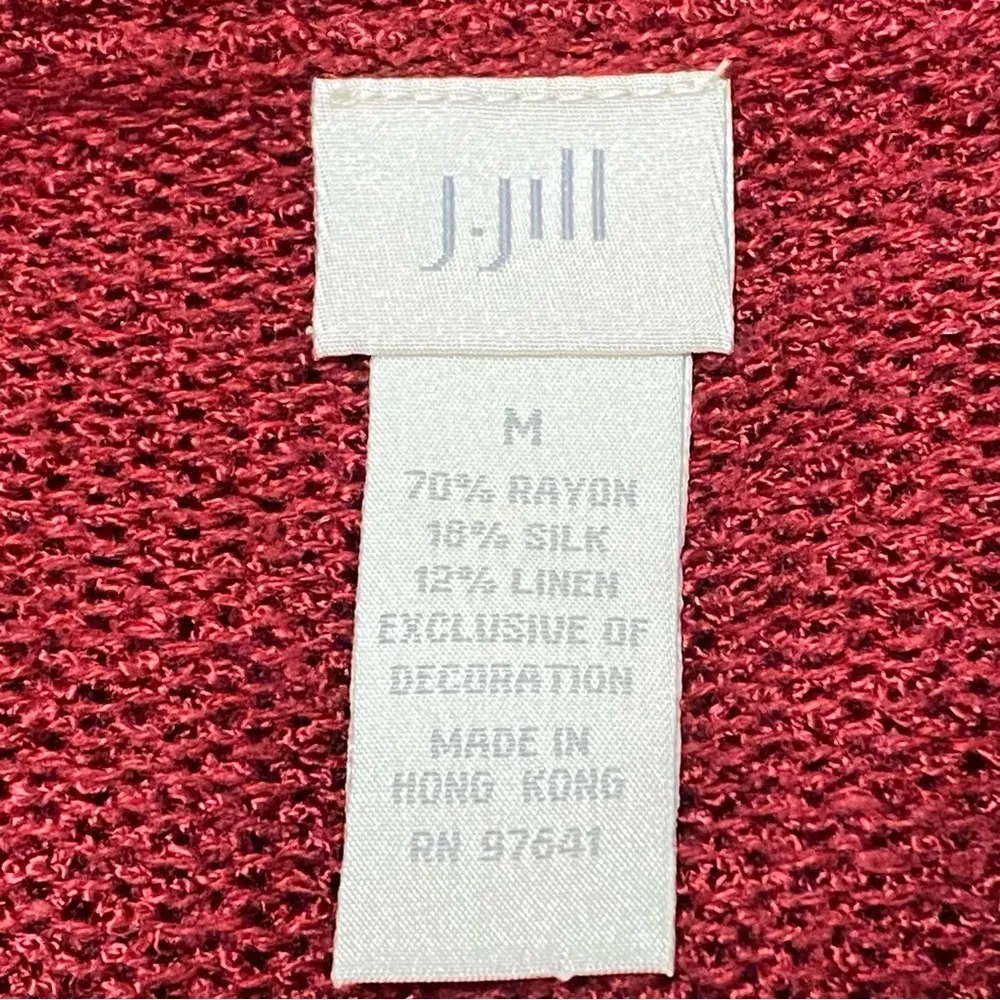 J.Jill
M
70% RAYON
18% SILK
12% LINEN
EXCLUSIVE OF
DECORATION
MADE IN
HONG KONG
RN 97641